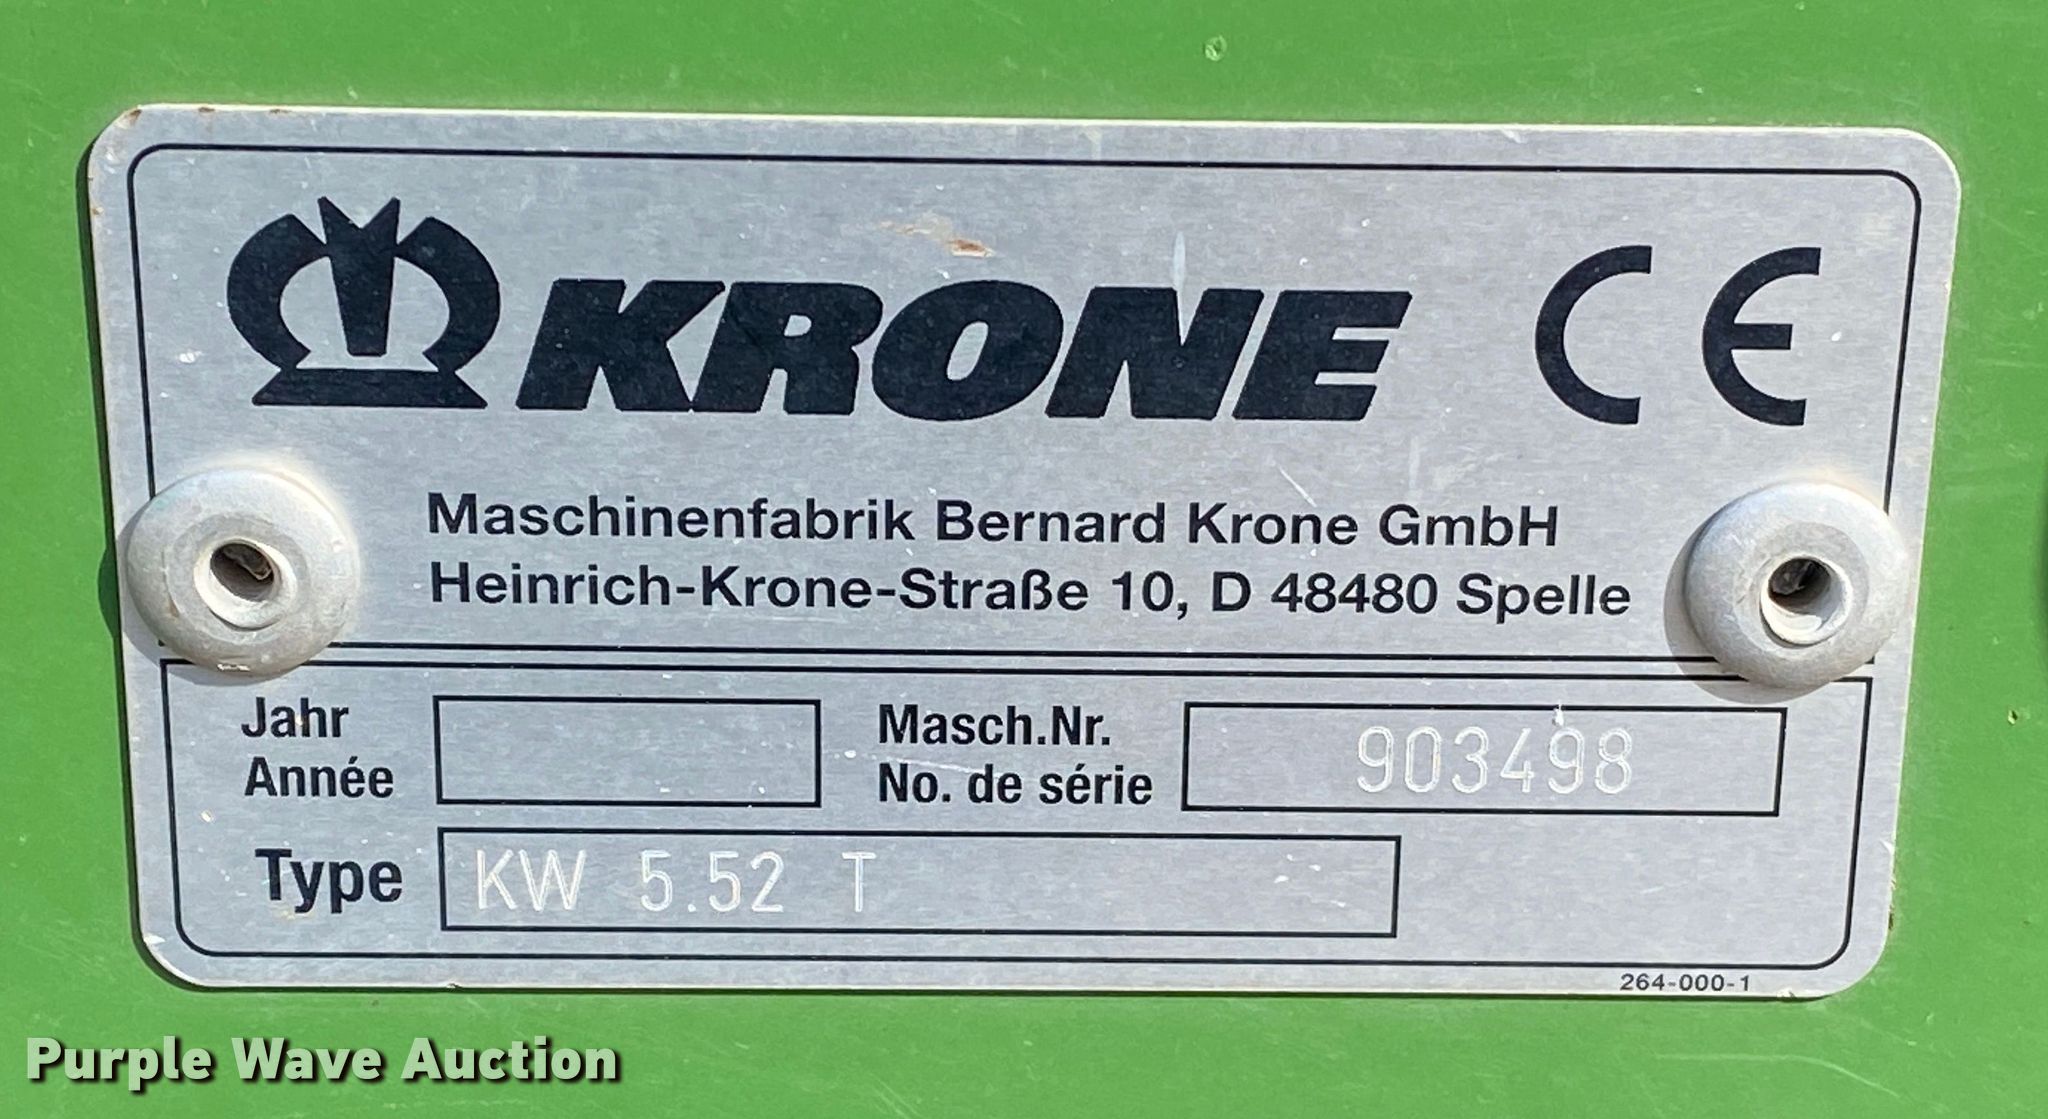 KRONE CE
Maschinenfabrik Bernard Krone GmbH
Heinrich-Krone-Straße 10, D 48480 Spelle
Jahr
Année
Masch.Nr.
No. de série
903498
Type
KW 5.52 T
264-000-1
Purple Wave Auction